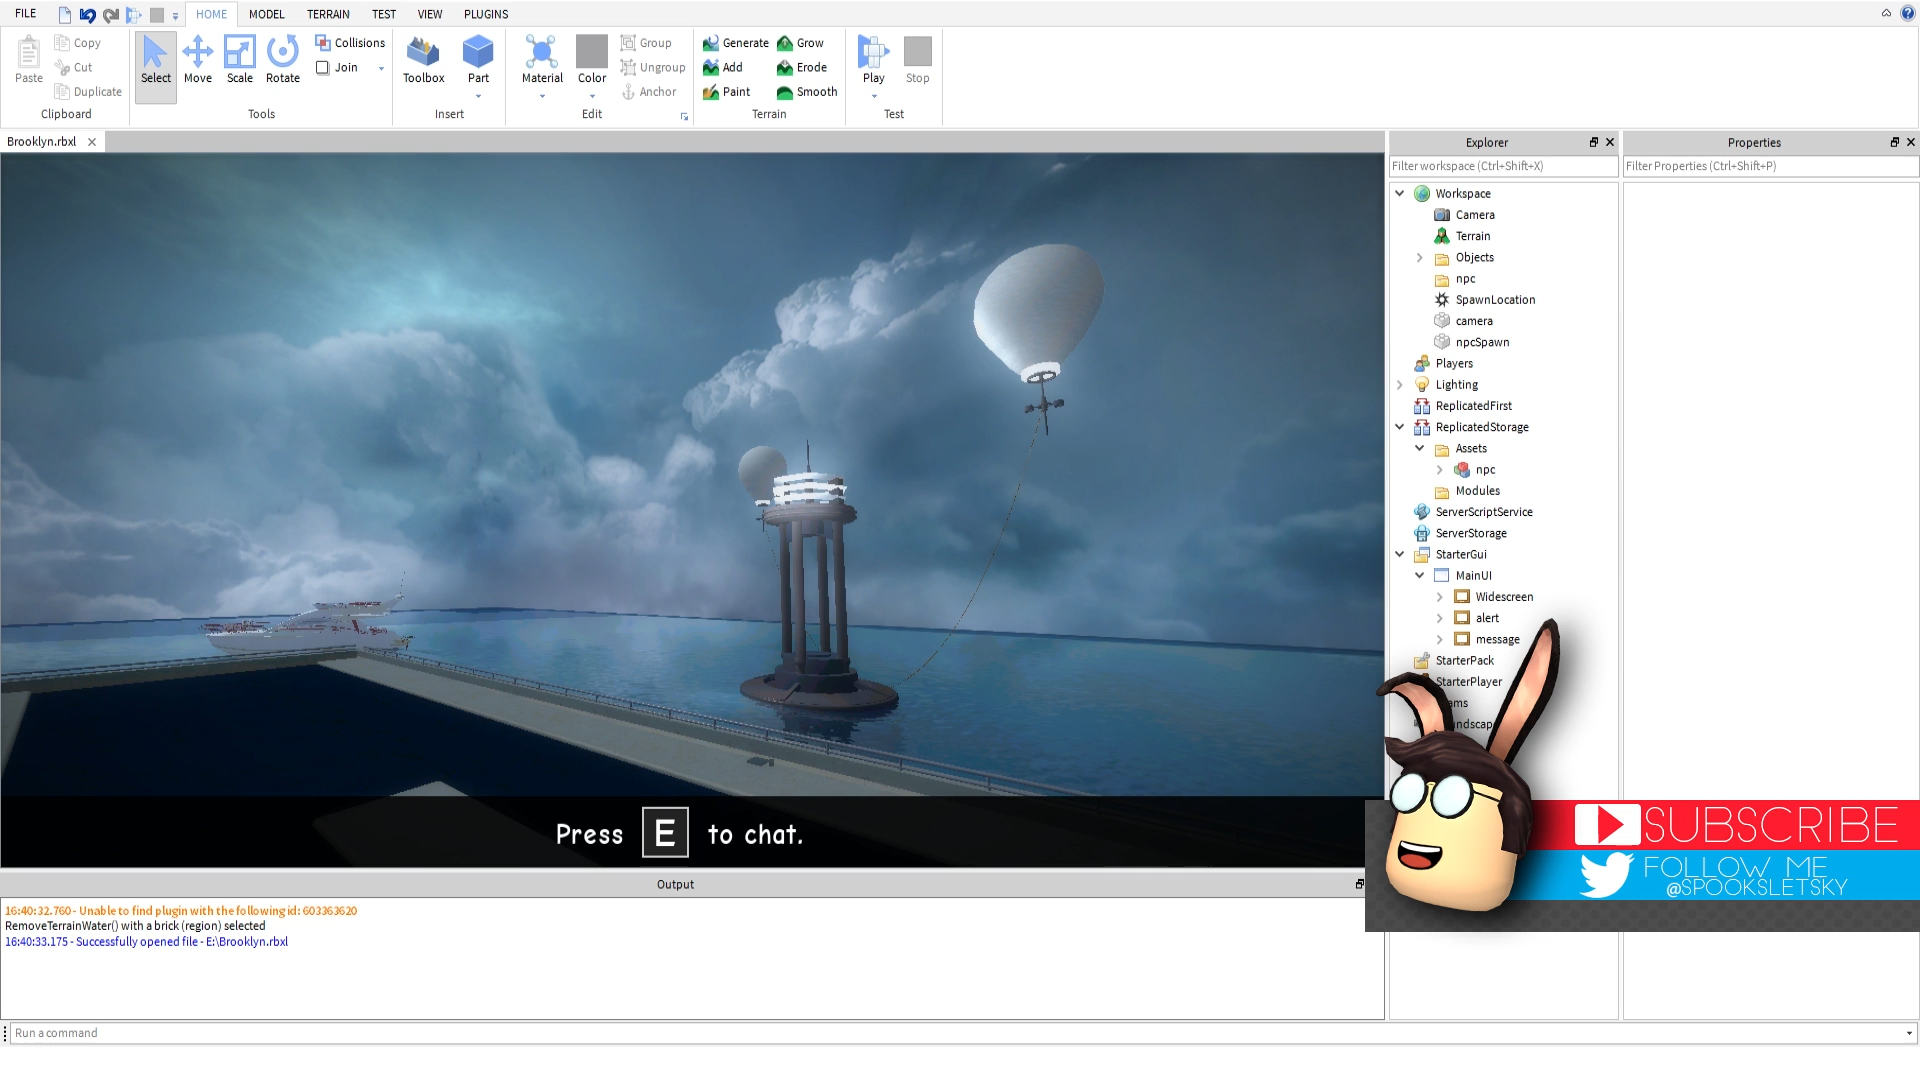 FILE HOME MODEL TERRAIN TEST VIEW PLUGINS
Paste
Copy
Cut
Duplicate
Clipboard
Select Move Scale Rotate
Collisions
Join
Tools
Toolbox Part
Insert
Material Color
Group
Ungroup
Anchor
Edit
Generate Grow
Add Erode
Paint Smooth
Terrain
Play Stop
Test
Brooklyn.rbxl
Explorer
Filter workspace (Ctrl+Shift+X)
Workspace
Camera
Terrain
Objects
npc
SpawnLocation
camera
npcSpawn
Players
Lighting
ReplicatedFirst
ReplicatedStorage
Assets
npc
Modules
ServerScriptService
ServerStorage
StarterGui
MainUI
Widescreen
alert
message
StarterPack
StarterPlayer
Properties
Filter Properties (Ctrl+Shift+P)
Press E to chat.
SUBSCRIBE
FOLLOW ME
@SPOOKSLETSKY
Output
16:40:32.760 - Unable to find plugin with the following id: 603363620
RemoveTerrainWater() with a brick (region) selected
16:40:33.175 - Successfully opened file - E:\Brooklyn.rbxl
Run a command